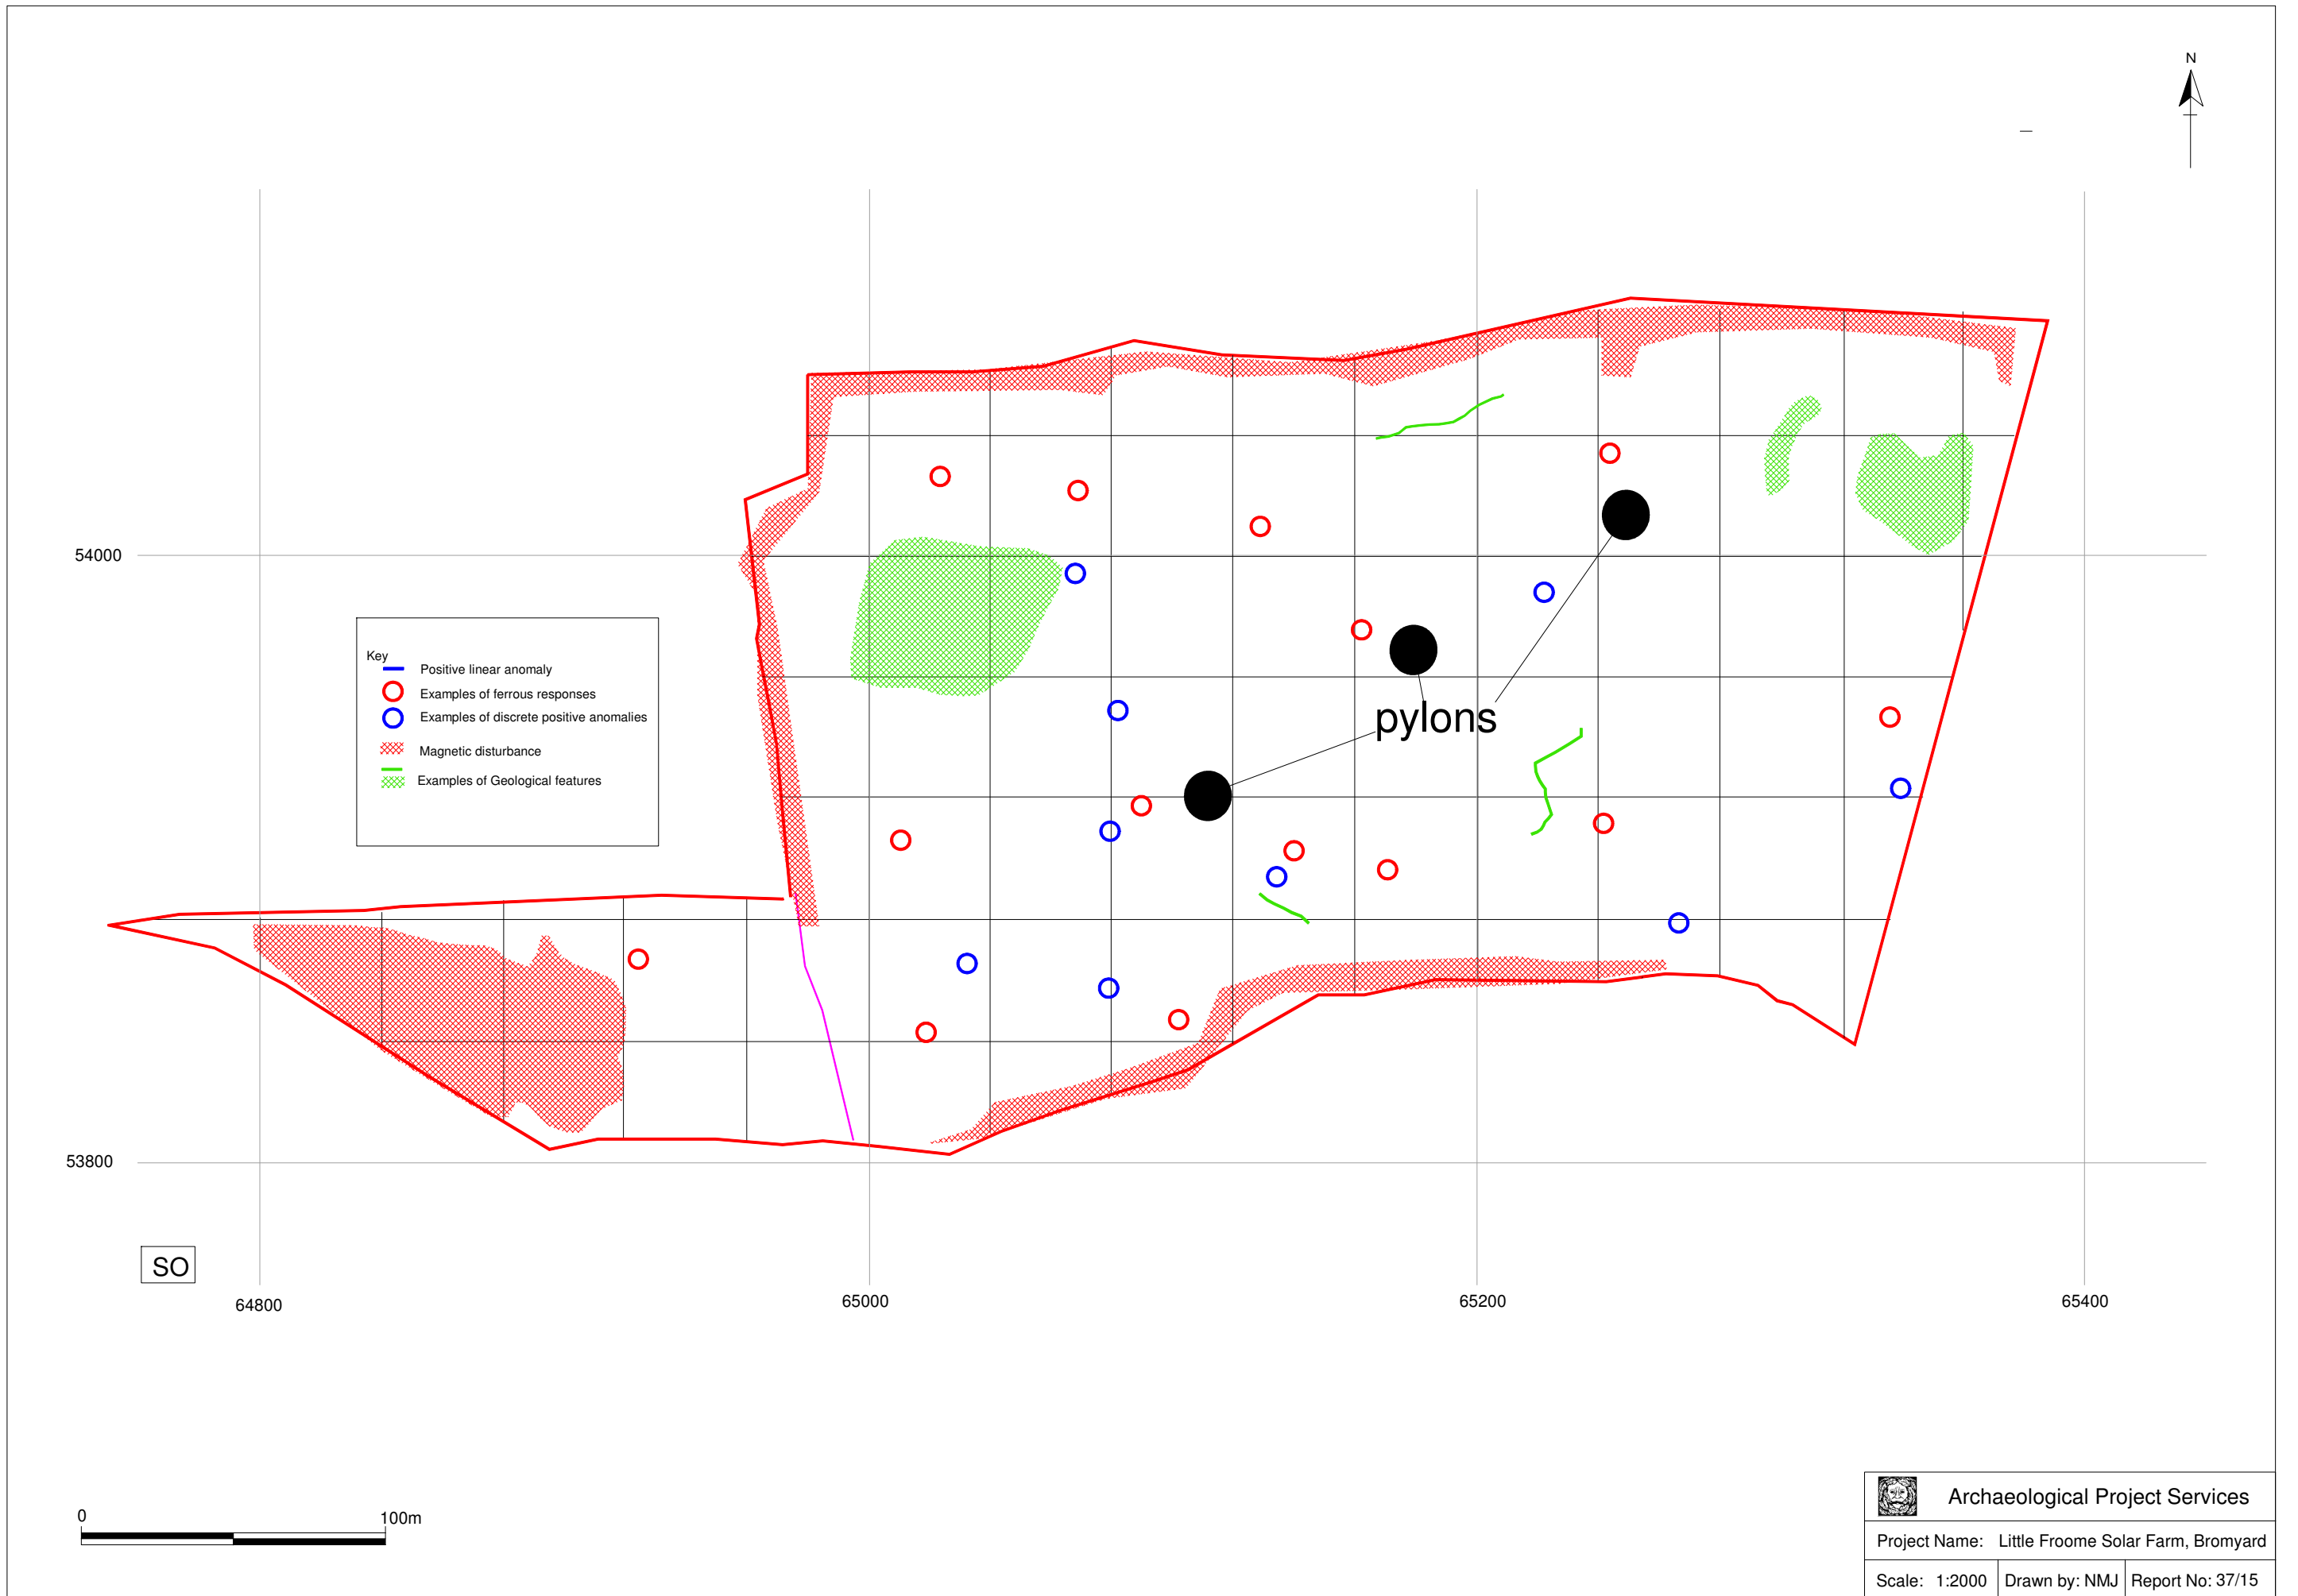 N
54000
Key
Positive linear anomaly
Examples of ferrous responses
Examples of discrete positive anomalies
Magnetic disturbance
Examples of Geological features
pylons
53800
SO
64800
65000
65200
65400
0
100m
Archaeological Project Services
Project Name: Little Froome Solar Farm, Bromyard
Scale: 1:2000 Drawn by: NMJ Report No: 37/15